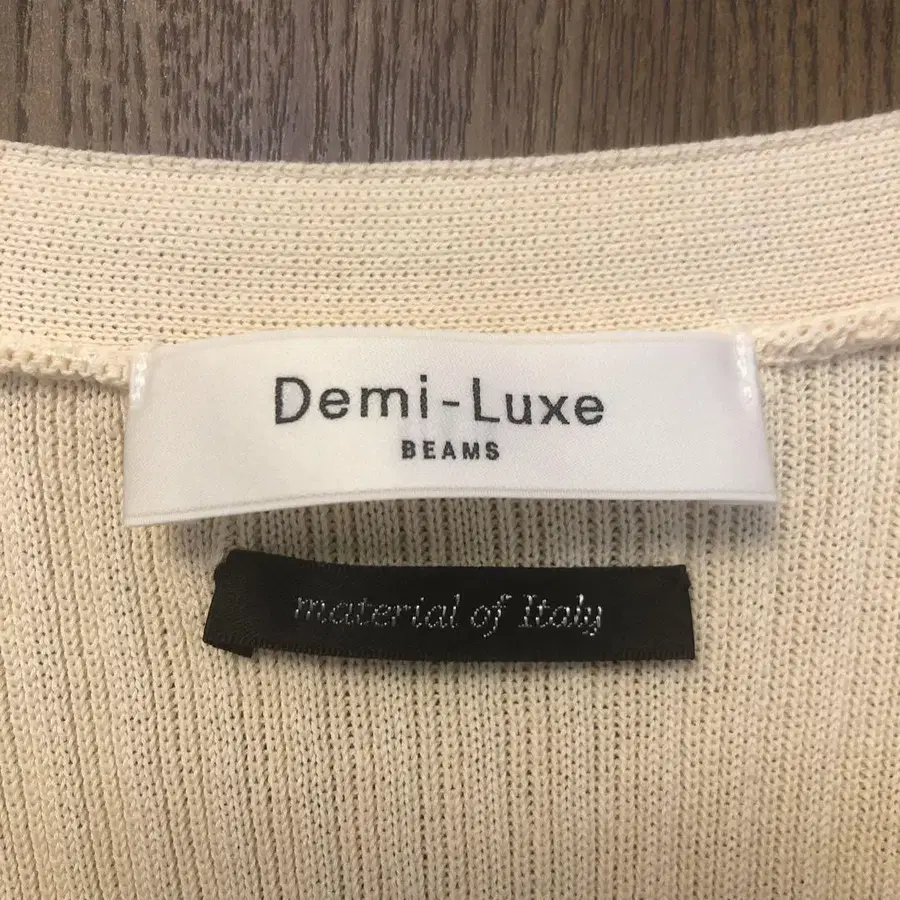 Demi-Luxe
BEAMS
material of Italy